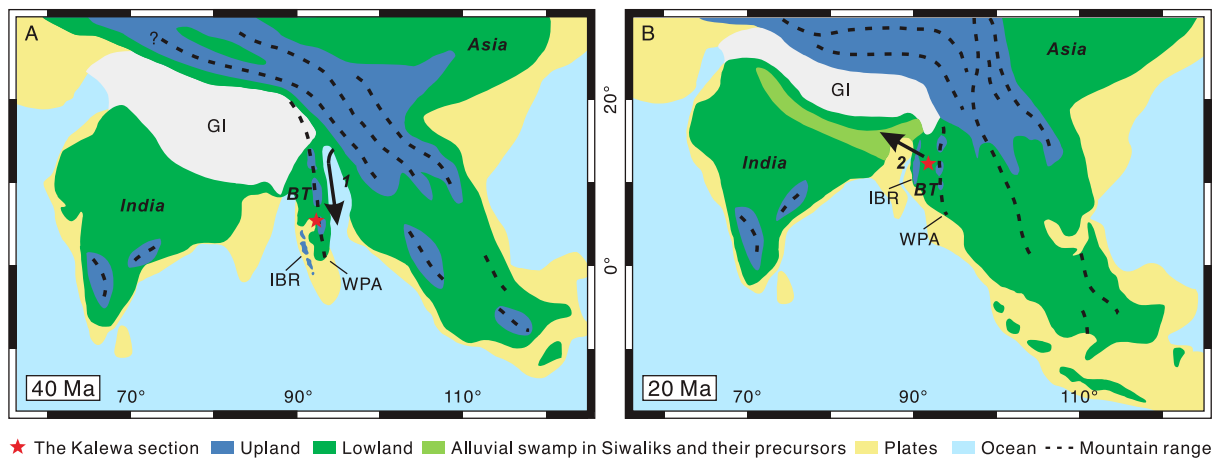 A
?
Asia
GI
BT
1
India
IBR
WPA
40 Ma
70°
90°
110°
20°
0°
B
Asia
GI
India
2
IBR
BT
WPA
20 Ma
70°
90°
110°
The Kalewa section Upland Lowland Alluvial swamp in Siwaliks and their precursors Plates Ocean Mountain range